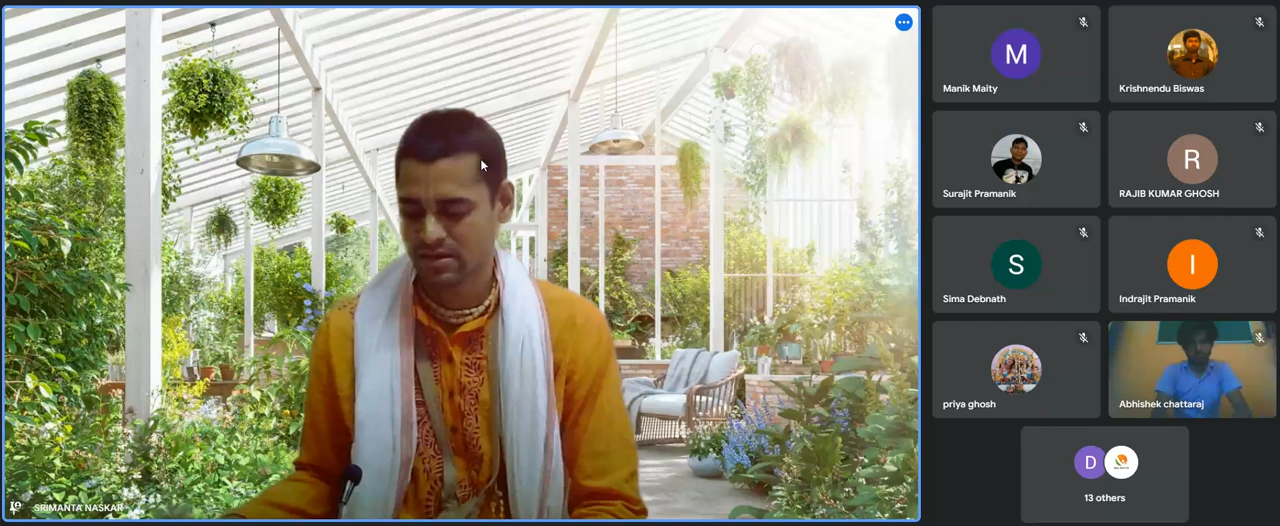 SRIMANTA NASKAR
M
Manik Maity
Krishnendu Biswas
Surajit Pramanik
R
RAJIB KUMAR GHOSH
S
Sima Debnath
I
Indrajit Pramanik
priya ghosh
Abhishek chattaraj
D
13 others